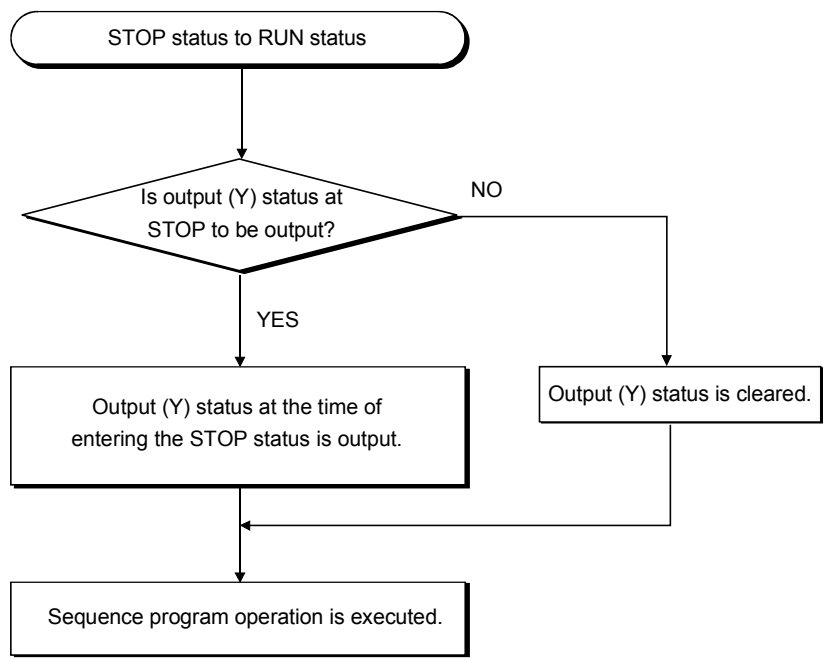 STOP status to RUN status
Is output (Y) status at
STOP to be output?
NO
YES
Output (Y) status at the time of
entering the STOP status is output.
Output (Y) status is cleared.
Sequence program operation is executed.